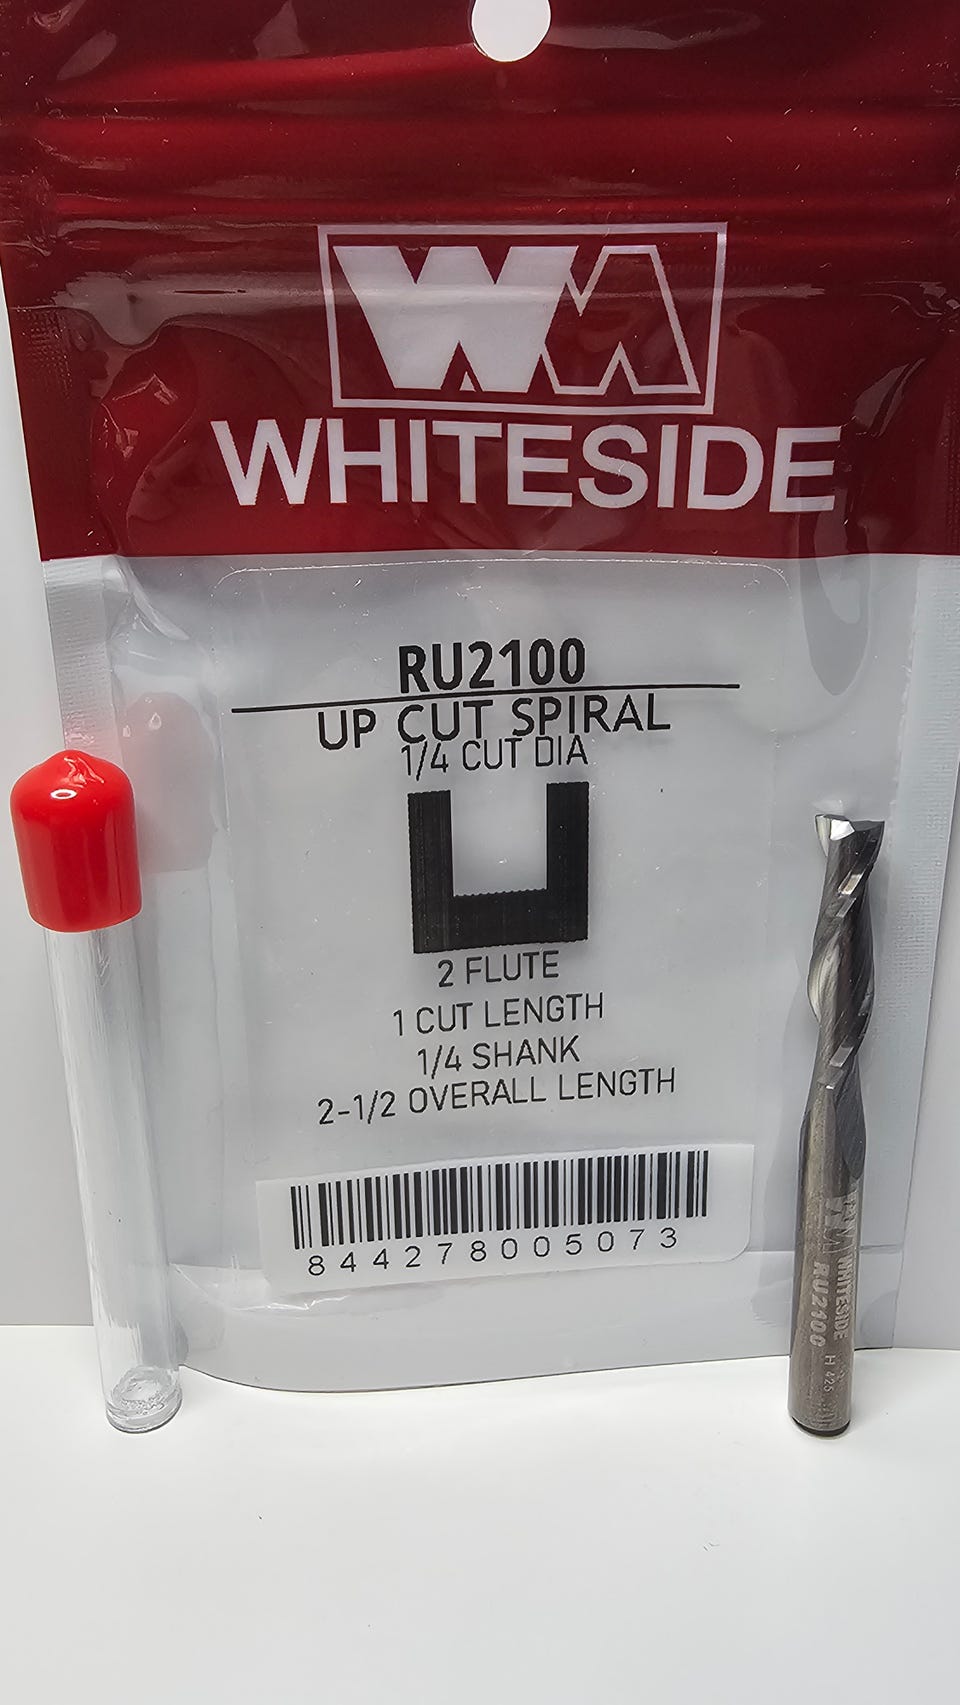 WM
WHITESIDE
RU2100
UP CUT SPIRAL
1/4 CUT DIA
2 FLUTE
1 CUT LENGTH
1/4 SHANK
2-1/2 OVERALL LENGTH
844278005073
WHITESIDE
RU2100